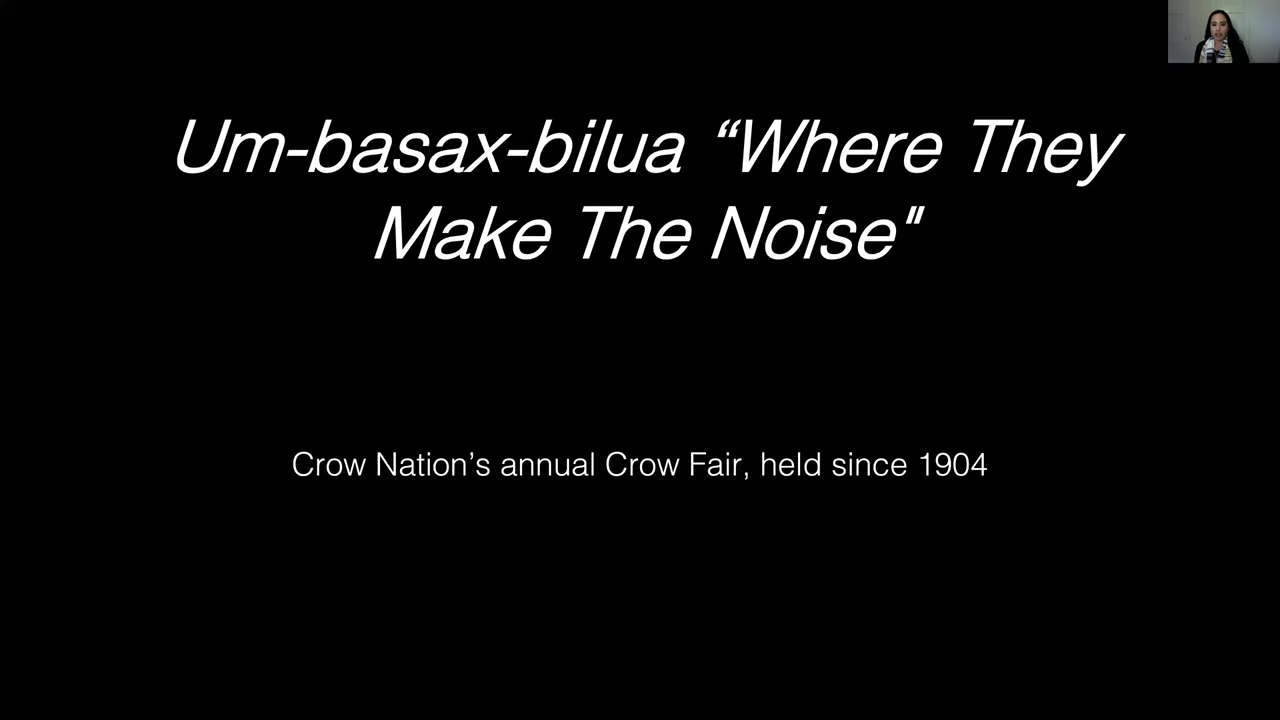 Um-basax-bilua “Where They
Make The Noise"
Crow Nation’s annual Crow Fair, held since 1904